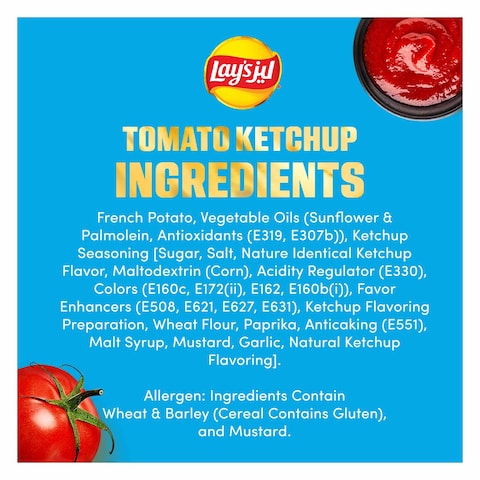 Lay's ليز
TOMATO KETCHUP
INGREDIENTS
French Potato, Vegetable Oils (Sunflower &
Palmolein, Antioxidants (E319, E307b)), Ketchup
Seasoning [Sugar, Salt, Nature Identical Ketchup
Flavor, Maltodextrin (Corn), Acidity Regulator (E330),
Colors (E160c, E172(ii), E162, E160b(i)), Favor
Enhancers (E508, E621, E627, E631), Ketchup Flavoring
Preparation, Wheat Flour, Paprika, Anticaking (E551),
Malt Syrup, Mustard, Garlic, Natural Ketchup
Flavoring].
Allergen: Ingredients Contain
Wheat & Barley (Cereal Contains Gluten),
and Mustard.